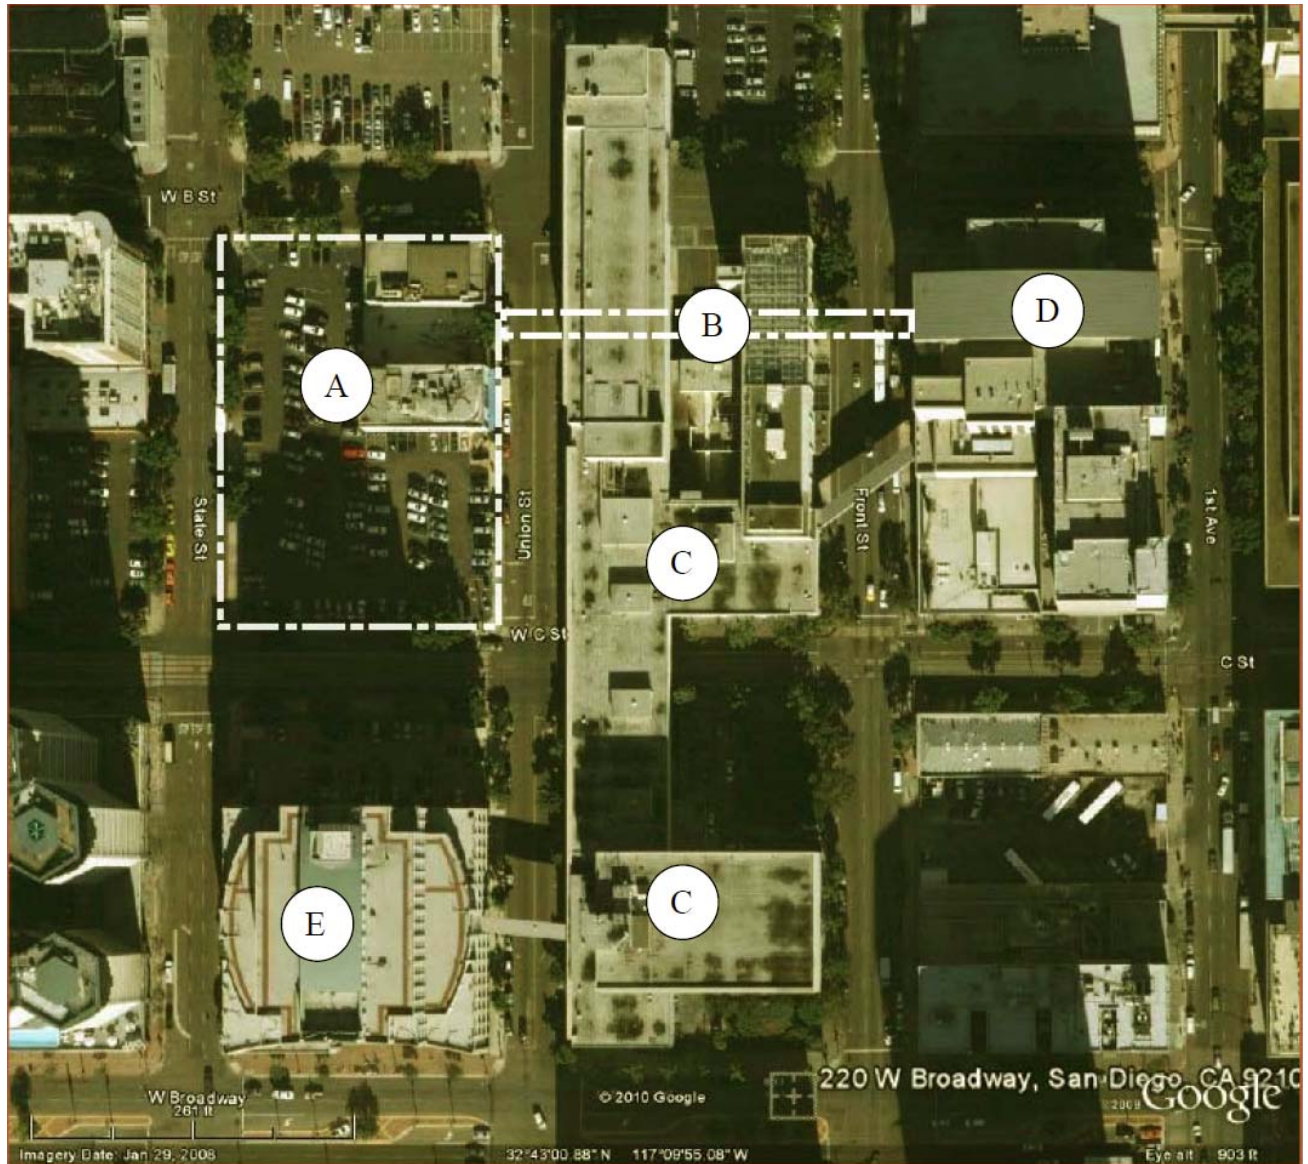 W B St
D
B
A
State St
Union St
Front St
1st Ave
C
W C St
C St
C
E
220 W Broadway, San Diego, CA 9210
W Broadway
261 ft
© 2010 Google
© 2009 Google
Imagery Date: Jan 29, 2008
32°43'00.88" N 117°09'55.08" W
Eye alt 903 ft